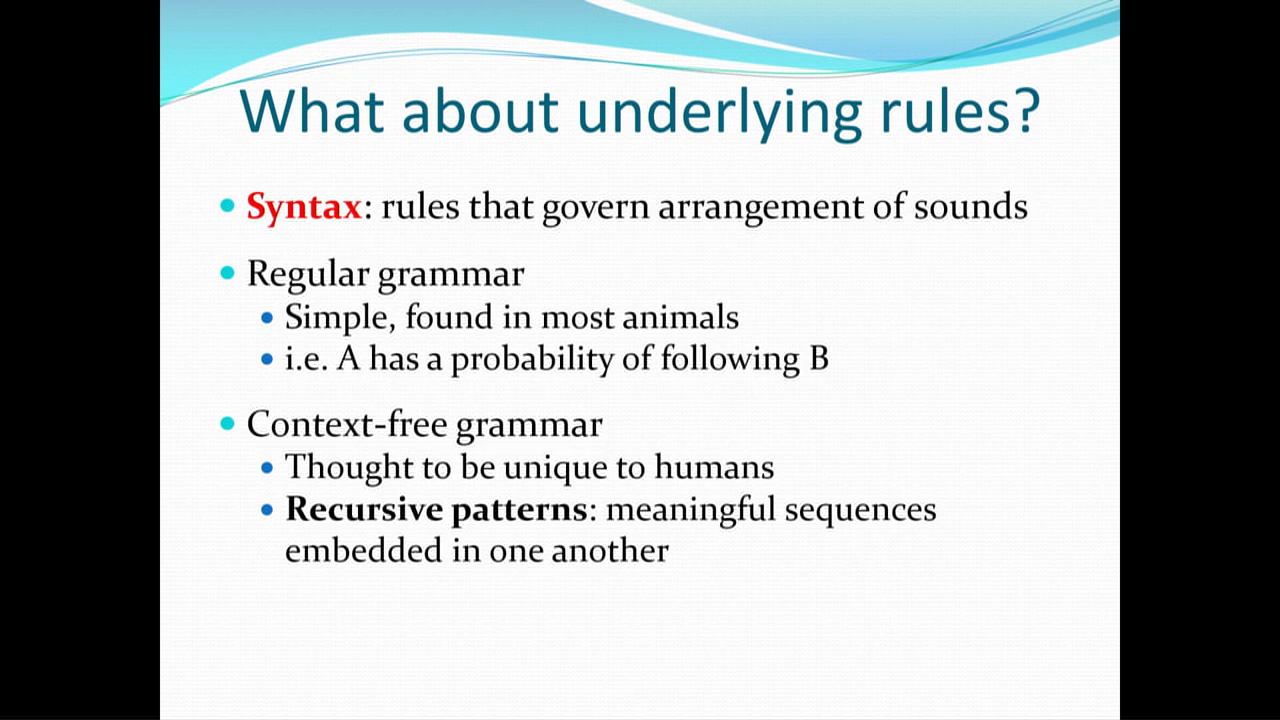 What about underlying rules?
• Syntax: rules that govern arrangement of sounds
• Regular grammar
• Simple, found in most animals
• i.e. A has a probability of following B
• Context-free grammar
• Thought to be unique to humans
• Recursive patterns: meaningful sequences
embedded in one another